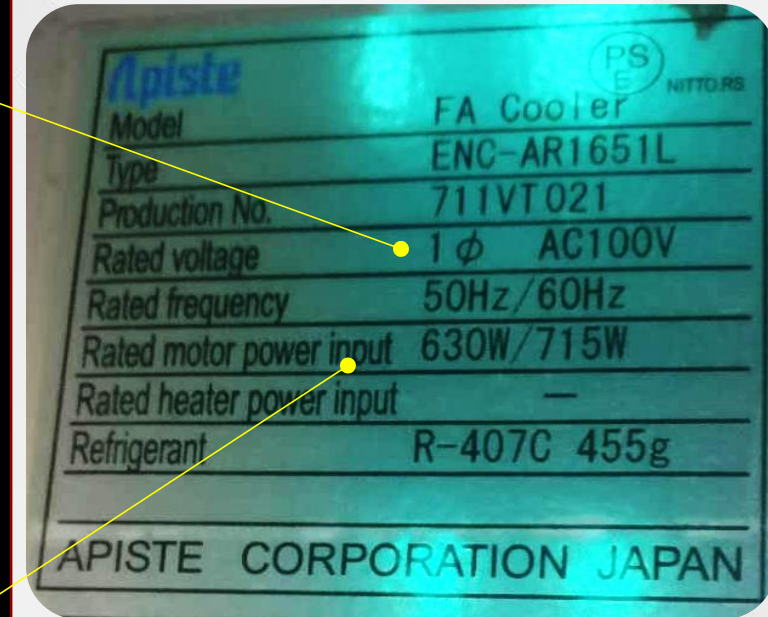 Apiste
PS
E
NITTO.RS
Model FA Cooler
Type ENC-AR1651L
Production No. 711VT021
Rated voltage 1φ AC100V
Rated frequency 50Hz/60Hz
Rated motor power input 630W/715W
Rated heater power input —
Refrigerant R-407C 455g
APISTE CORPORATION JAPAN